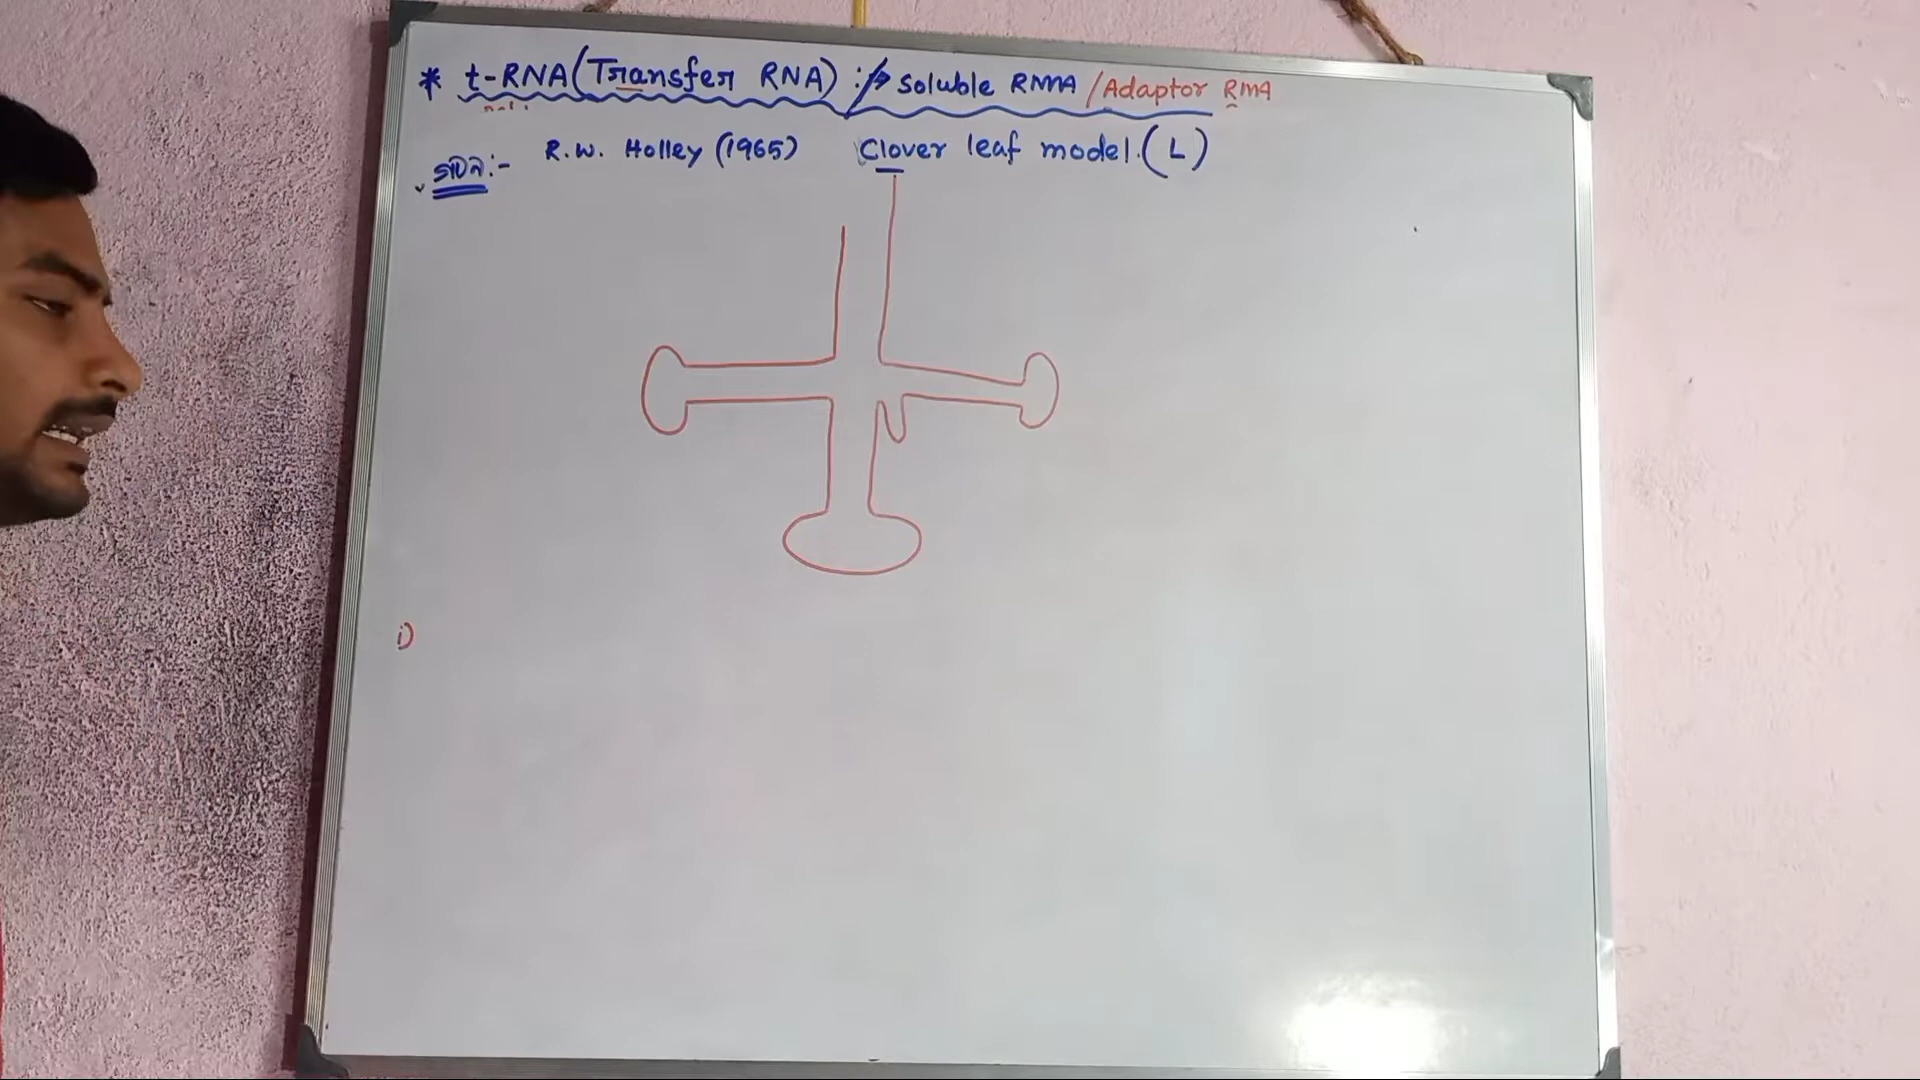 * t-RNA (Transfer RNA) :→ Soluble RNA / Adaptor RNA
R.W. Holley (1965) Clover leaf model. (L)
i)